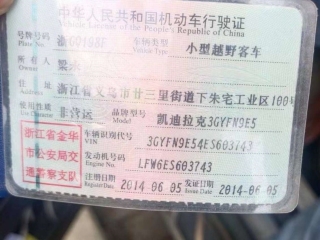 中华人民共和国机动车行驶证
of the People's Republic of China
号牌号码 车辆类型 小型越野客车
Plate No. Vehicle Type
所有人 梁
Owner
住址 浙江省义乌市廿三里街道下朱宅工业区100号
Address
使用性质 非营运 品牌型号 凯迪拉克3GYFN9E5
Use Character Model
浙江省金华 车辆识别代号 3GYFN9E54ES603743
VIN
市公安局交 发动机号码 LFW6ES603743
Engine No.
通警察支队 注册日期 2014-06-05 发证日期 2014-06-05
Register Date Issue Date